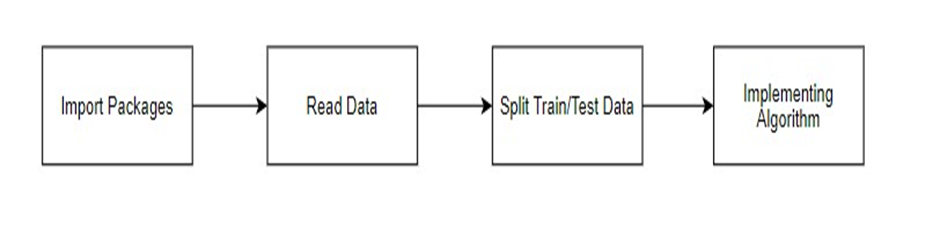 Import Packages
Read Data
Split Train/Test Data
Implementing
Algorithm